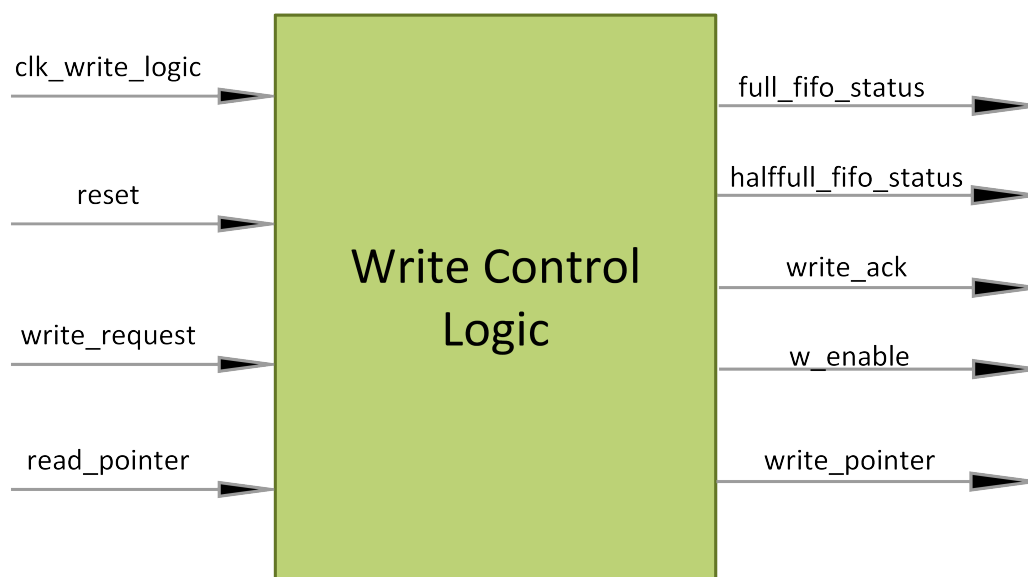 clk_write_logic
reset
write_request
read_pointer
Write Control
Logic
full_fifo_status
halffull_fifo_status
write_ack
w_enable
write_pointer